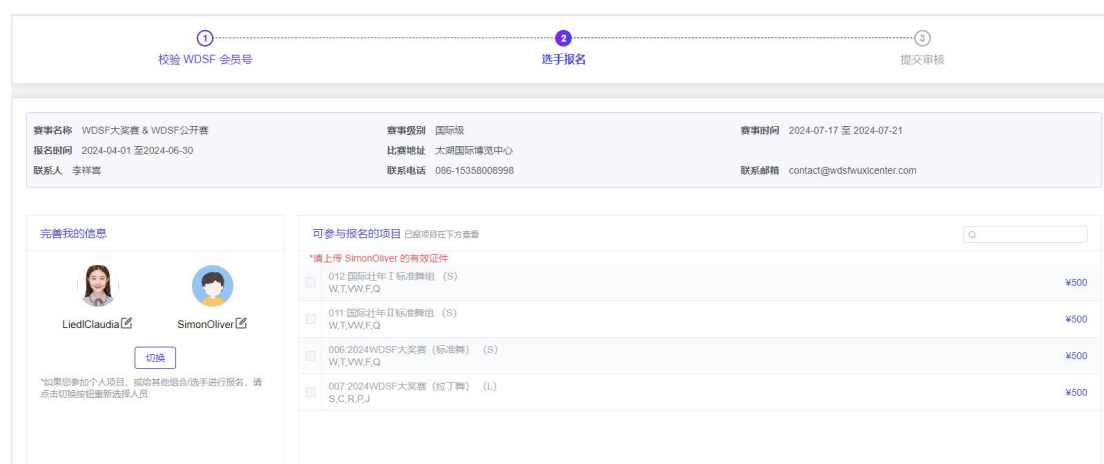 1 2 3
校验 WDSF 会员号 选手报名 提交审核
赛事名称 WDSF大奖赛 & WDSF公开赛 赛事级别 国际级 赛事时间 2024-07-17 至 2024-07-21
报名时间 2024-04-01 至2024-06-30 比赛地址 太湖国际博览中心
联系人 李祥喜 联系电话 086-15358008998 联系邮箱 contact@wdsfwuxicenter.com
完善我的信息
LiedlClaudia SimonOliver
切换
*如果您参加个人项目，或给其他组合/选手进行报名，请
点击切换按钮重新选择人员
可参与报名的项目 已报项目在下方查看
*请上传 SimonOliver 的有效证件
012:国际壮年Ⅰ标准舞组 (S) ¥500
W,T,VW,F,Q
011:国际壮年Ⅱ标准舞组 (S) ¥500
W,T,VW,F,Q
006:2024WDSF大奖赛（标准舞） (S) ¥500
W,T,VW,F,Q
007:2024WDSF大奖赛（拉丁舞） (L) ¥500
S,C,R,P,J